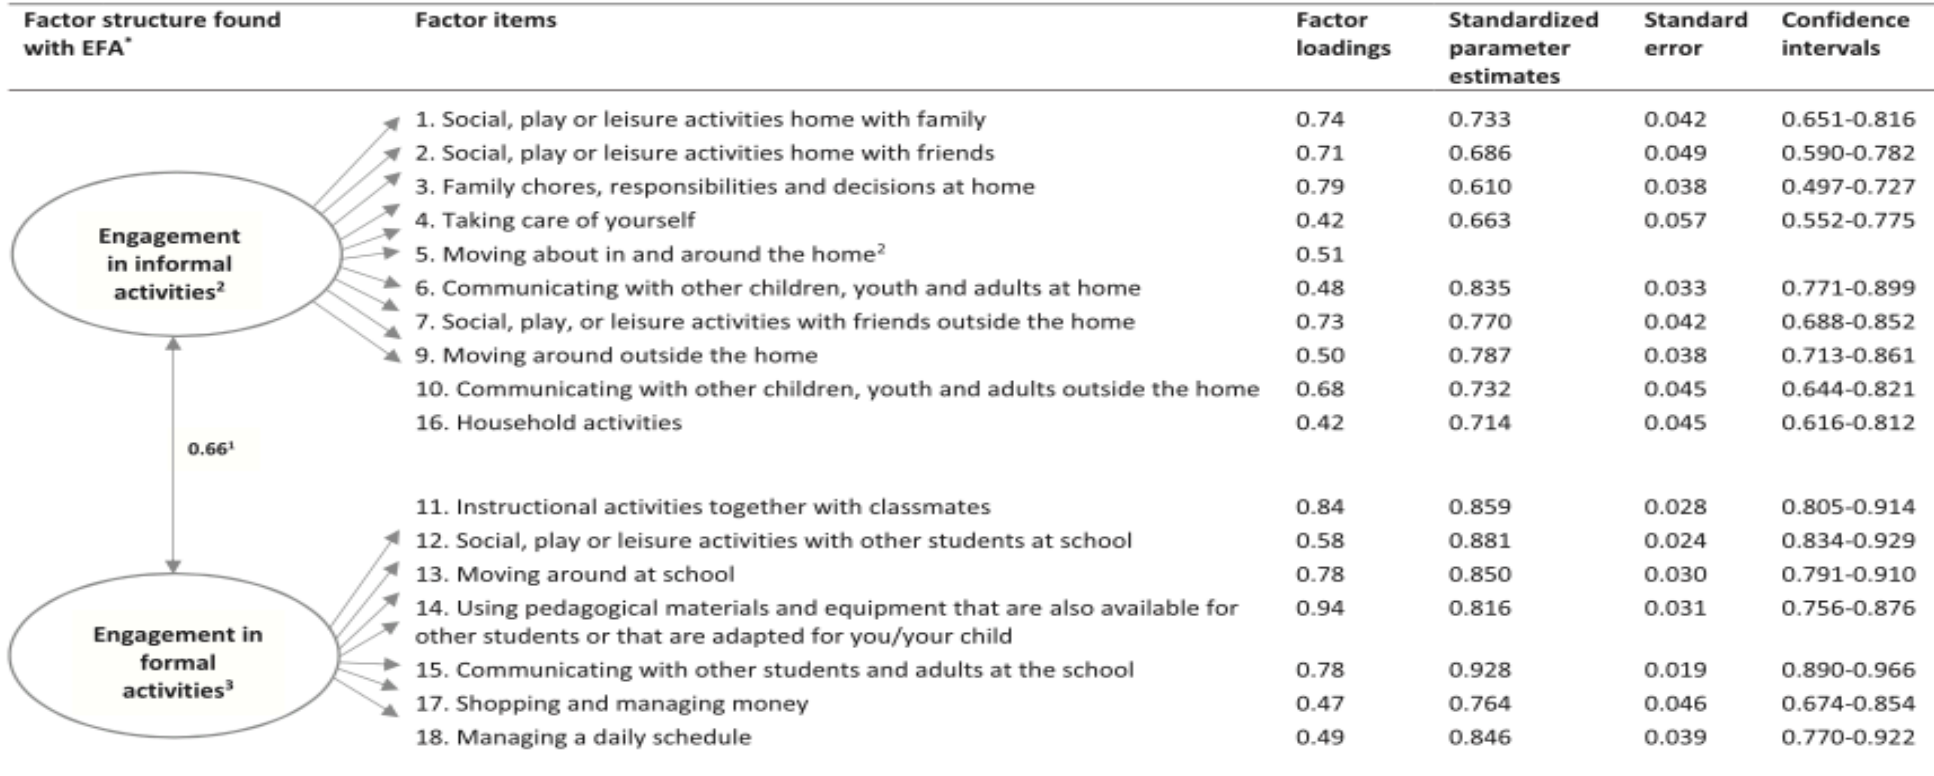 Factor structure found with EFA* Factor items Factor loadings Standardized parameter estimates Standard error Confidence intervals
1. Social, play or leisure activities home with family 0.74 0.733 0.042 0.651-0.816
2. Social, play or leisure activities home with friends 0.71 0.686 0.049 0.590-0.782
3. Family chores, responsibilities and decisions at home 0.79 0.610 0.038 0.497-0.727
4. Taking care of yourself 0.42 0.663 0.057 0.552-0.775
Engagement
in informal
activities²
5. Moving about in and around the home² 0.51
6. Communicating with other children, youth and adults at home 0.48 0.835 0.033 0.771-0.899
7. Social, play, or leisure activities with friends outside the home 0.73 0.770 0.042 0.688-0.852
9. Moving around outside the home 0.50 0.787 0.038 0.713-0.861
10. Communicating with other children, youth and adults outside the home 0.68 0.732 0.045 0.644-0.821
16. Household activities 0.42 0.714 0.045 0.616-0.812
0.66¹
11. Instructional activities together with classmates 0.84 0.859 0.028 0.805-0.914
12. Social, play or leisure activities with other students at school 0.58 0.881 0.024 0.834-0.929
13. Moving around at school 0.78 0.850 0.030 0.791-0.910
14. Using pedagogical materials and equipment that are also available for 0.94 0.816 0.031 0.756-0.876
other students or that are adapted for you/your child
Engagement in
formal
activities³
15. Communicating with other students and adults at the school 0.78 0.928 0.019 0.890-0.966
17. Shopping and managing money 0.47 0.764 0.046 0.674-0.854
18. Managing a daily schedule 0.49 0.846 0.039 0.770-0.922